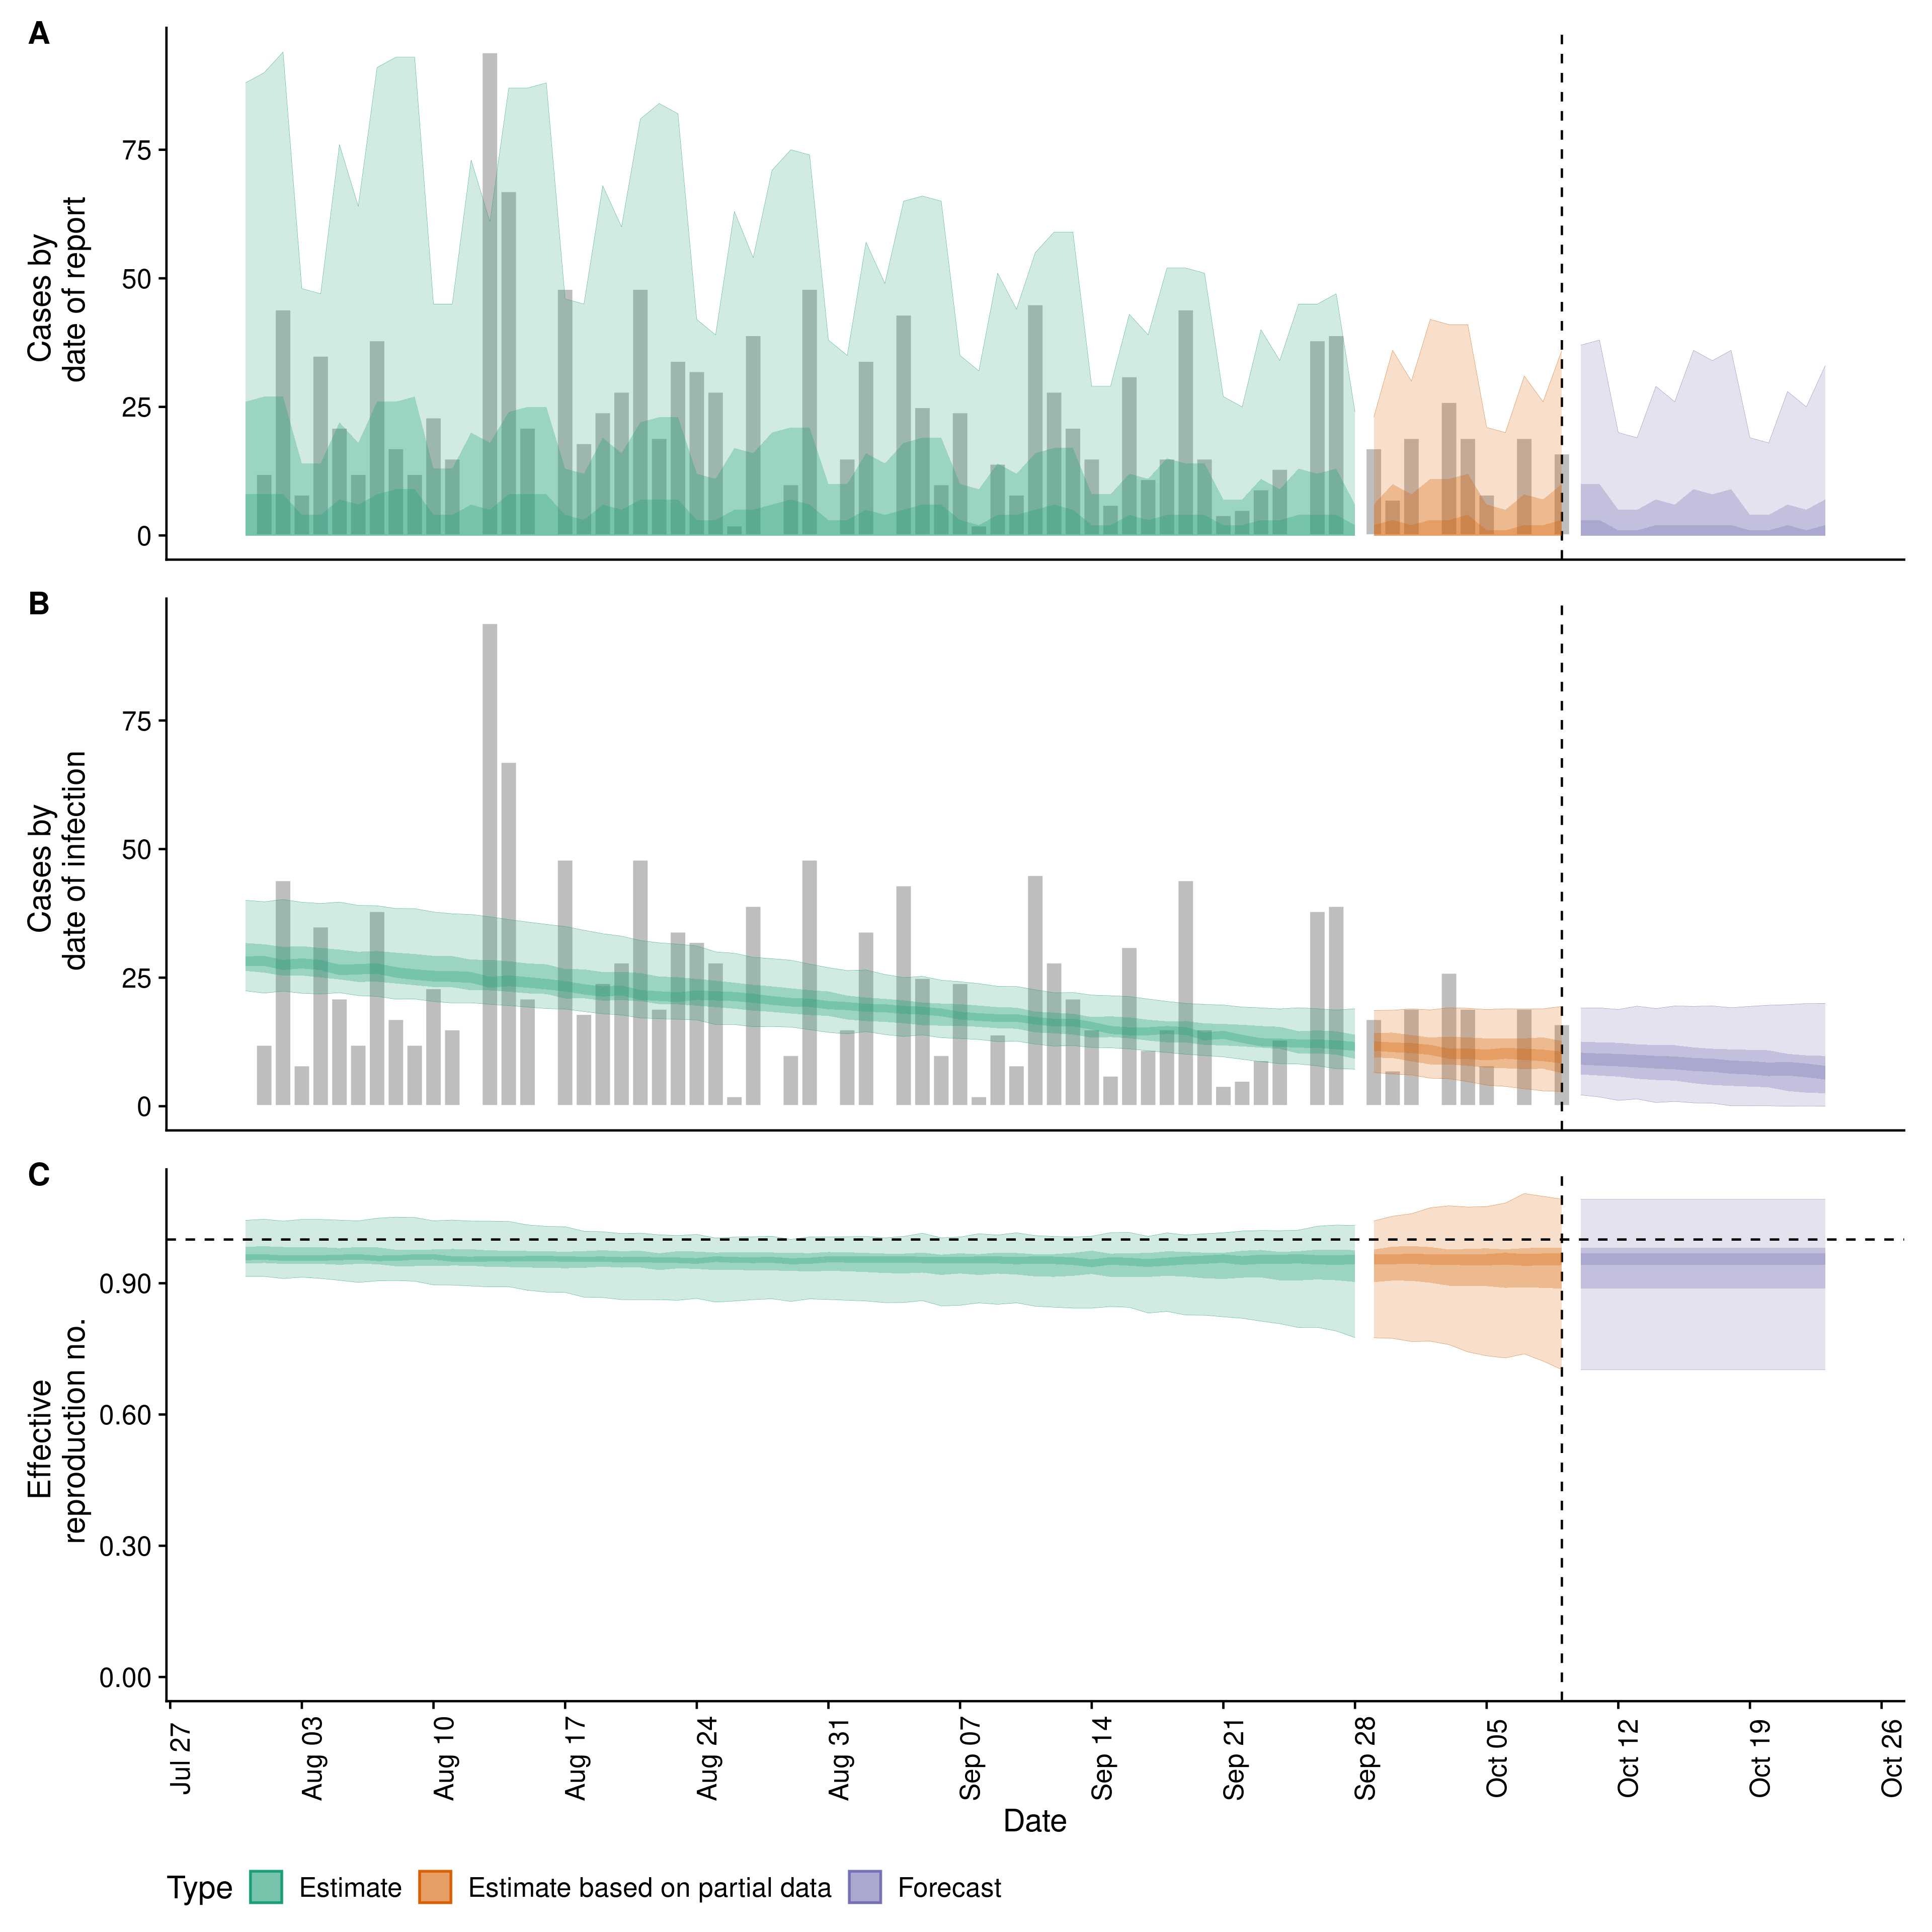 A
Cases by
date of report
75
50
25
0
B
Cases by
date of infection
75
50
25
0
C
Effective
reproduction no.
0.90
0.60
0.30
0.00
Jul 27
Aug 03
Aug 10
Aug 17
Aug 24
Aug 31
Sep 07
Sep 14
Sep 21
Sep 28
Oct 05
Oct 12
Oct 19
Oct 26
Date
Type Estimate Estimate based on partial data Forecast